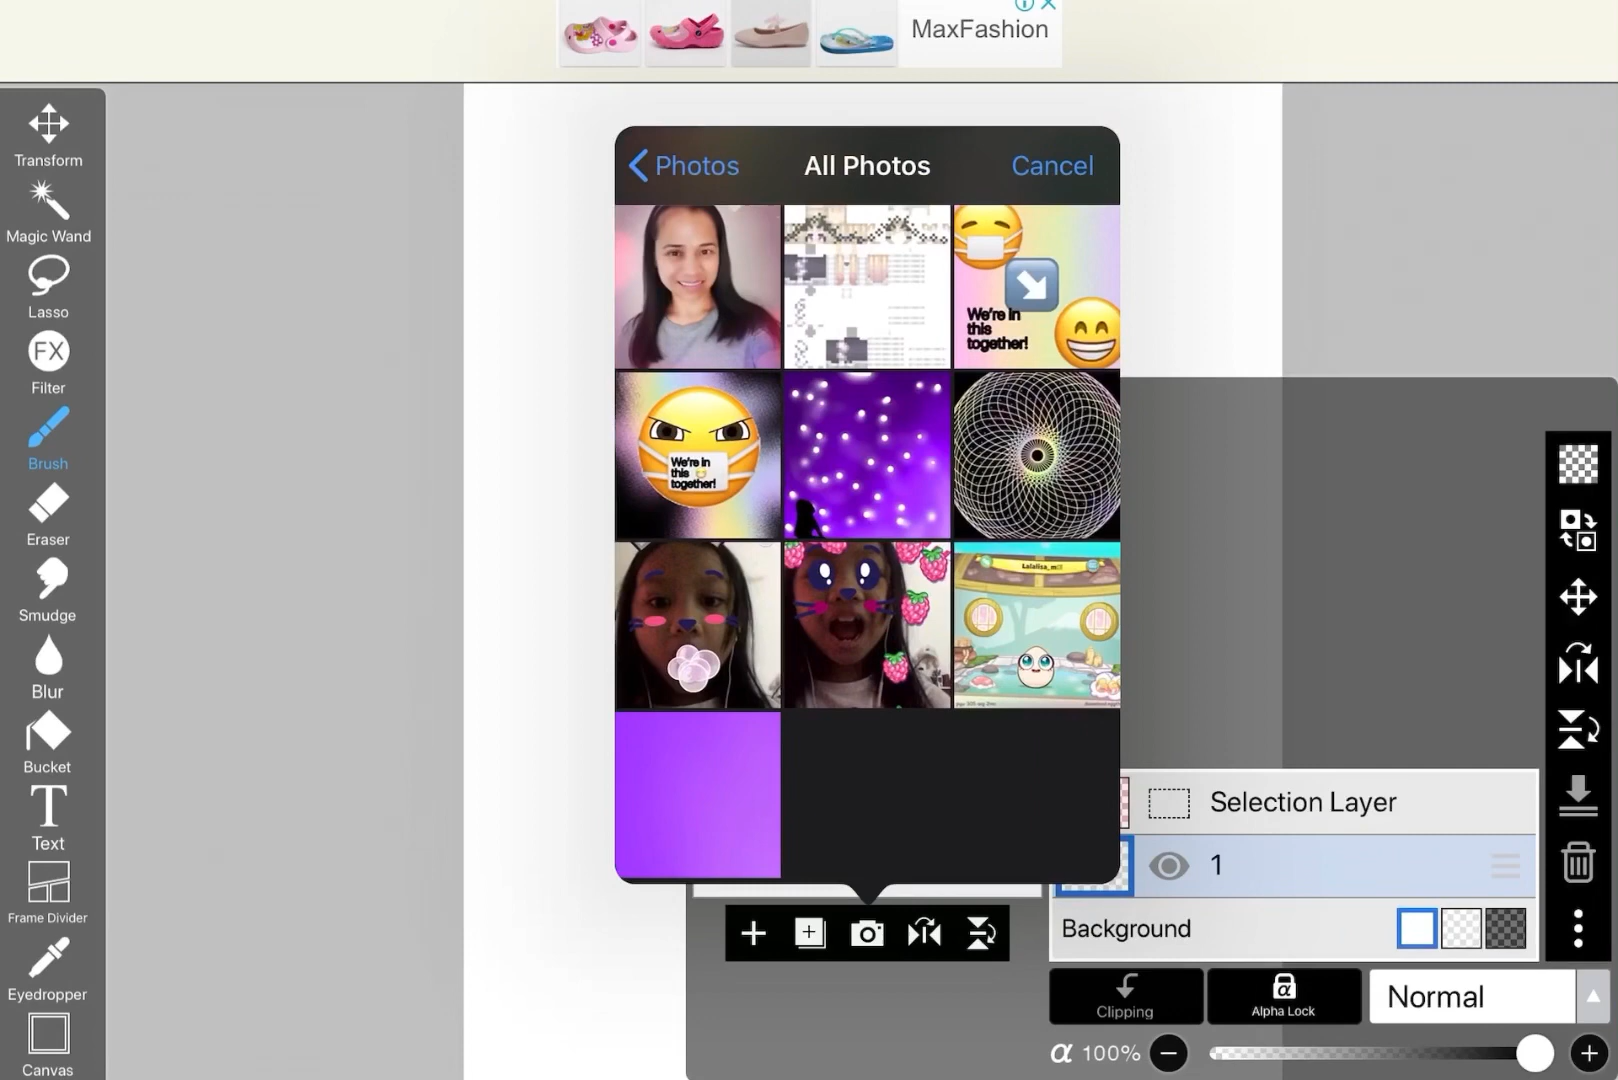 MaxFashion
Photos
All Photos
Cancel
Transform
Magic Wand
Lasso
FX
Filter
Brush
Eraser
Smudge
Blur
Bucket
T
Text
Frame Divider
Eyedropper
Canvas
We're in
this
together!
We're in
this
together!
Selection Layer
1
Background
Clipping
α
Alpha Lock
Normal
α 100%